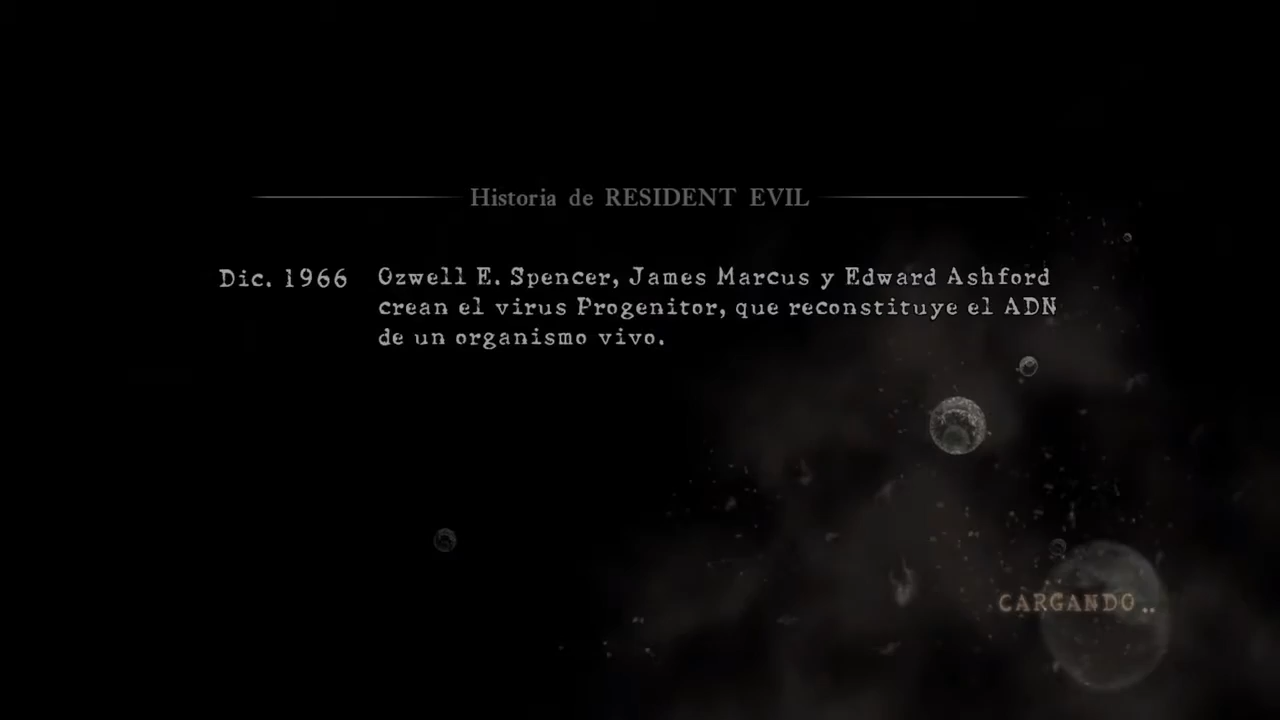 Historia de RESIDENT EVIL
Dic. 1966 Ozwell E. Spencer, James Marcus y Edward Ashford
crean el virus Progenitor, que reconstituye el ADN
de un organismo vivo.
CARGANDO..